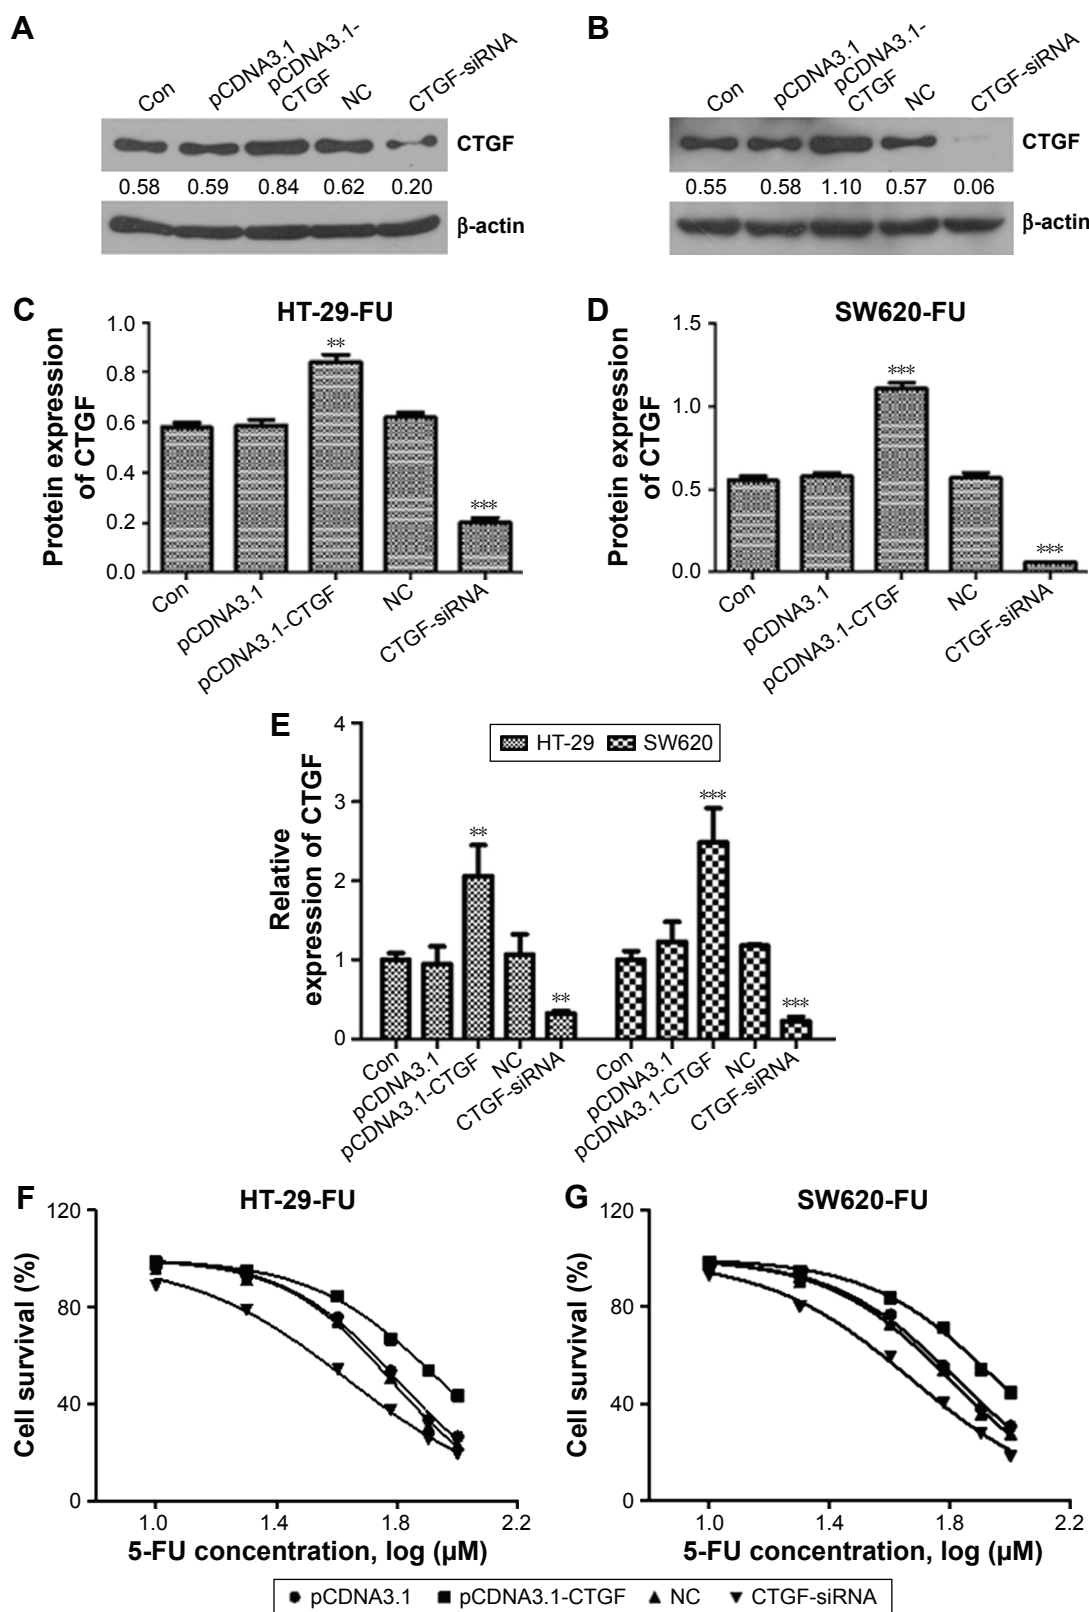 A
Con pCDNA3.1 pCDNA3.1-CTGF NC CTGF-siRNA
CTGF
0.58 0.59 0.84 0.62 0.20
β-actin
B
Con pCDNA3.1 pCDNA3.1-CTGF NC CTGF-siRNA
CTGF
0.55 0.58 1.10 0.57 0.06
β-actin
C
HT-29-FU
Protein expression
of CTGF
1.0
0.8
0.6
0.4
0.2
0.0
**
***
Con pCDNA3.1 pCDNA3.1-CTGF NC CTGF-siRNA
D
SW620-FU
Protein expression
of CTGF
1.5
1.0
0.5
0.0
***
***
Con pCDNA3.1 pCDNA3.1-CTGF NC CTGF-siRNA
E
Relative
expression of CTGF
4
3
2
1
0
HT-29 SW620
**
**
***
***
Con pCDNA3.1 pCDNA3.1-CTGF NC CTGF-siRNA
Con pCDNA3.1 pCDNA3.1-CTGF NC CTGF-siRNA
F
HT-29-FU
Cell survival (%)
120
80
40
0
1.0 1.4 1.8 2.2
5-FU concentration, log (µM)
G
SW620-FU
Cell survival (%)
120
80
40
0
1.0 1.4 1.8 2.2
5-FU concentration, log (µM)
pCDNA3.1 pCDNA3.1-CTGF NC CTGF-siRNA